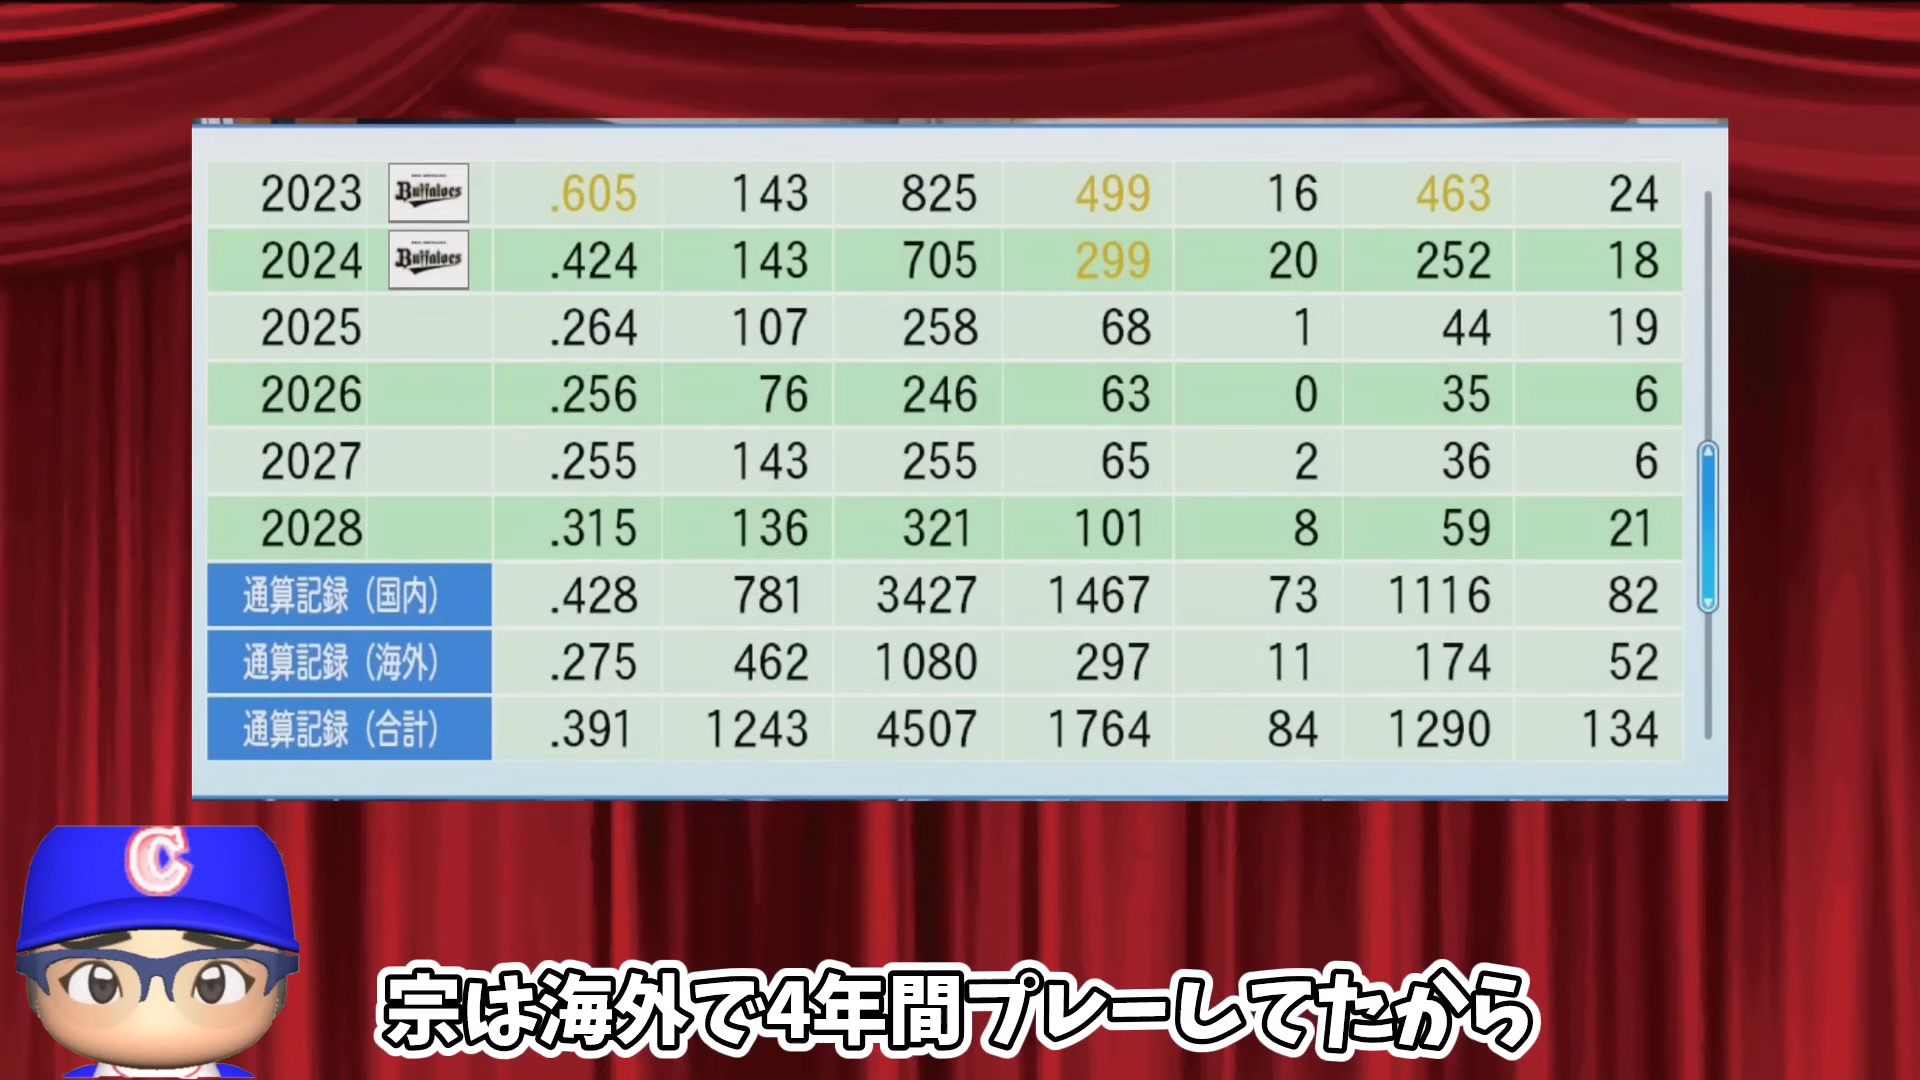 2023 Buffaloes .605 143 825 499 16 463 24
2024 Buffaloes .424 143 705 299 20 252 18
2025 .264 107 258 68 1 44 19
2026 .256 76 246 63 0 35 6
2027 .255 143 255 65 2 36 6
2028 .315 136 321 101 8 59 21
通算記録（国内） .428 781 3427 1467 73 1116 82
通算記録（海外） .275 462 1080 297 11 174 52
通算記録（合計） .391 1243 4507 1764 84 1290 134
C
宗は海外で4年間プレーしてたから